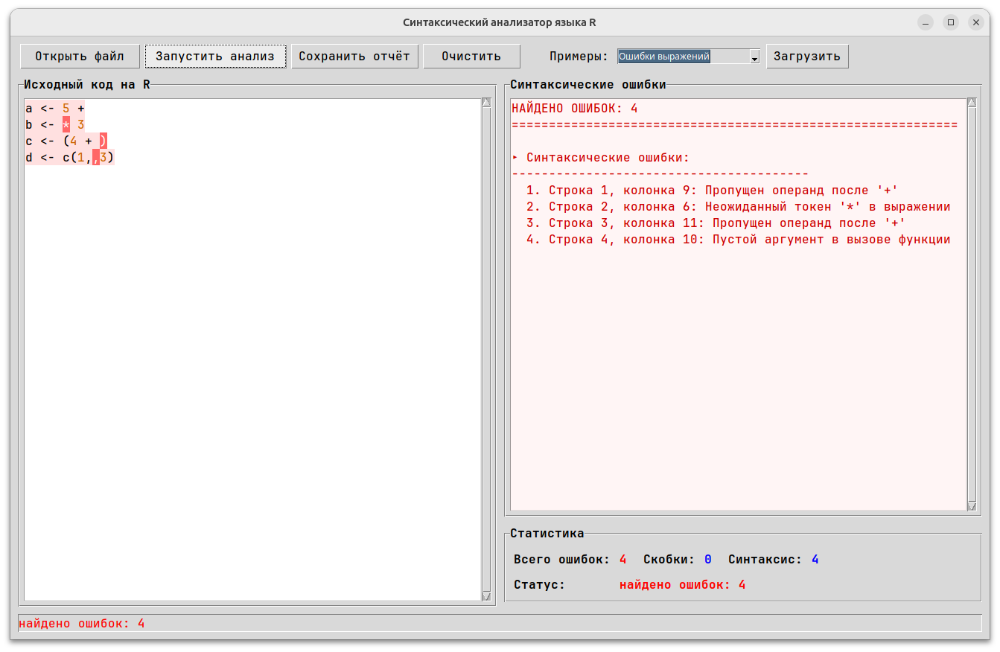 Синтаксический анализатор языка R
Открыть файл Запустить анализ Сохранить отчёт Очистить Примеры: Ошибки выражений Загрузить
Исходный код на R
a <- 5 +
b <- * 3
c <- (4 + )
d <- c(1,,3)
Синтаксические ошибки
НАЙДЕНО ОШИБОК: 4
============================================================
‣ Синтаксические ошибки:
----------------------------------------
1. Строка 1, колонка 9: Пропущен операнд после '+'
2. Строка 2, колонка 6: Неожиданный токен '*' в выражении
3. Строка 3, колонка 11: Пропущен операнд после '+'
4. Строка 4, колонка 10: Пустой аргумент в вызове функции
Статистика
Всего ошибок: 4 Скобки: 0 Синтаксис: 4
Статус: найдено ошибок: 4
найдено ошибок: 4